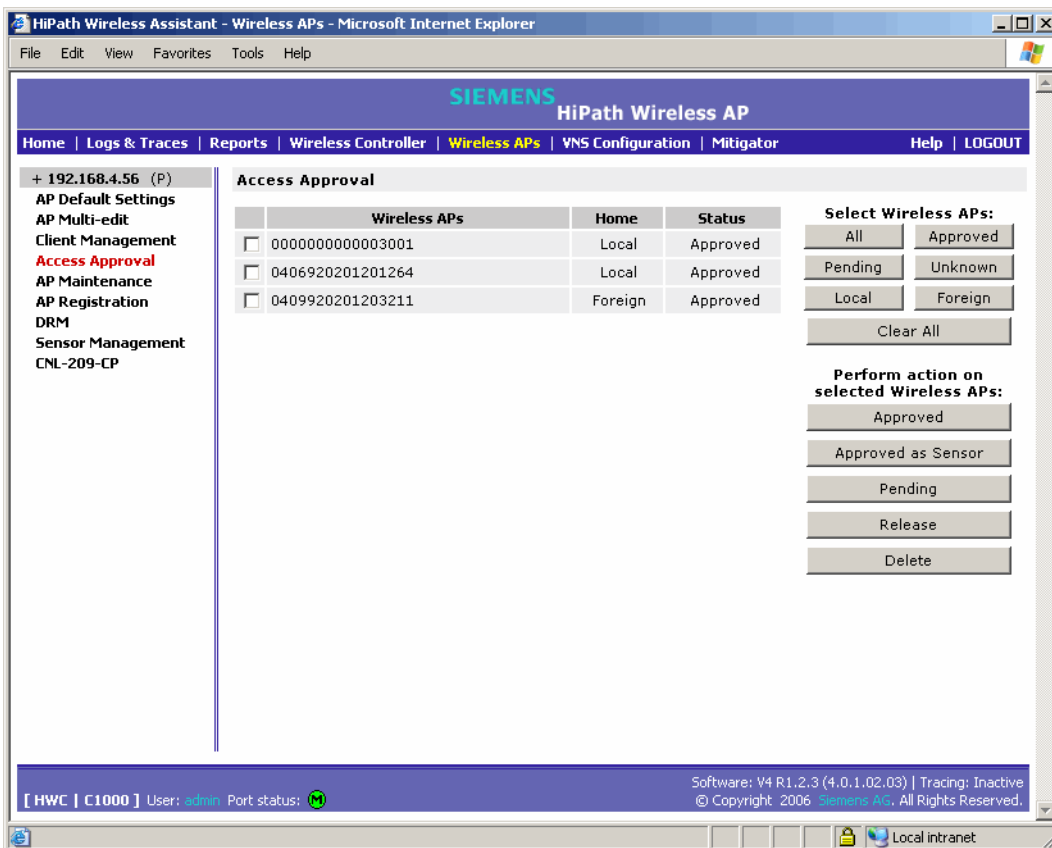 HiPath Wireless Assistant - Wireless APs - Microsoft Internet Explorer
File Edit View Favorites Tools Help
SIEMENS
HiPath Wireless AP
Home | Logs & Traces | Reports | Wireless Controller | Wireless APs | VNS Configuration | Mitigator Help | LOGOUT
+ 192.168.4.56 (P)
AP Default Settings
AP Multi-edit
Client Management
Access Approval
AP Maintenance
AP Registration
DRM
Sensor Management
CNL-209-CP
Access Approval
Wireless APs Home Status
0000000000003001 Local Approved
0406920201201264 Local Approved
0409920201203211 Foreign Approved
Select Wireless APs:
All Approved
Pending Unknown
Local Foreign
Clear All
Perform action on
selected Wireless APs:
Approved
Approved as Sensor
Pending
Release
Delete
[ HWC | C1000 ] User: admin Port status: M
Software: V4 R1.2.3 (4.0.1.02.03) | Tracing: Inactive
© Copyright 2006 Siemens AG. All Rights Reserved.
Local intranet